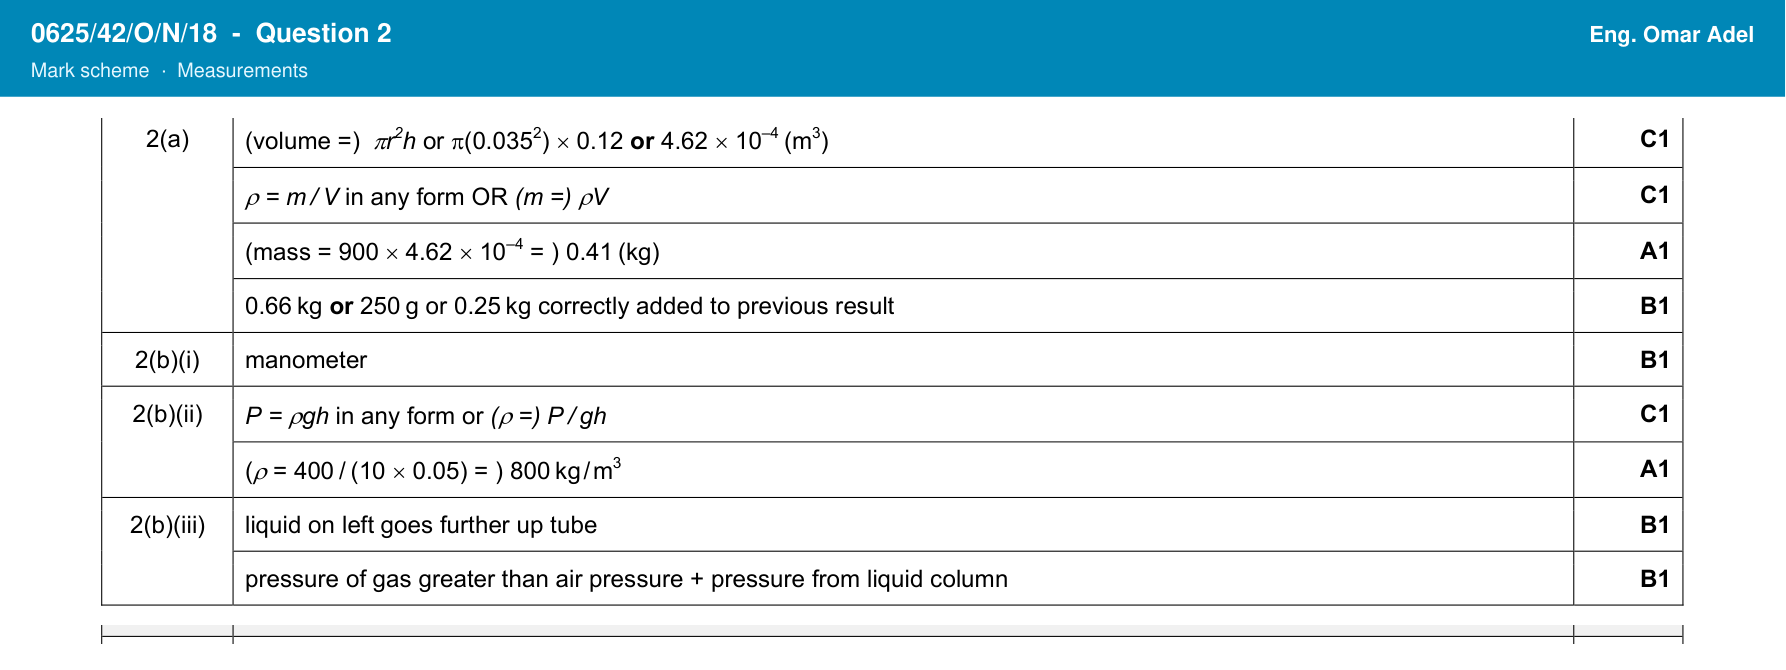 0625/42/O/N/18 - Question 2
Eng. Omar Adel
Mark scheme · Measurements
2(a) (volume =) πr²h or π(0.035²) × 0.12 or 4.62 × 10⁻⁴ (m³) C1
ρ = m / V in any form OR (m =) ρV C1
(mass = 900 × 4.62 × 10⁻⁴ = ) 0.41 (kg) A1
0.66 kg or 250 g or 0.25 kg correctly added to previous result B1
2(b)(i) manometer B1
2(b)(ii) P = ρgh in any form or (ρ =) P / gh C1
(ρ = 400 / (10 × 0.05) = ) 800 kg / m³ A1
2(b)(iii) liquid on left goes further up tube B1
pressure of gas greater than air pressure + pressure from liquid column B1